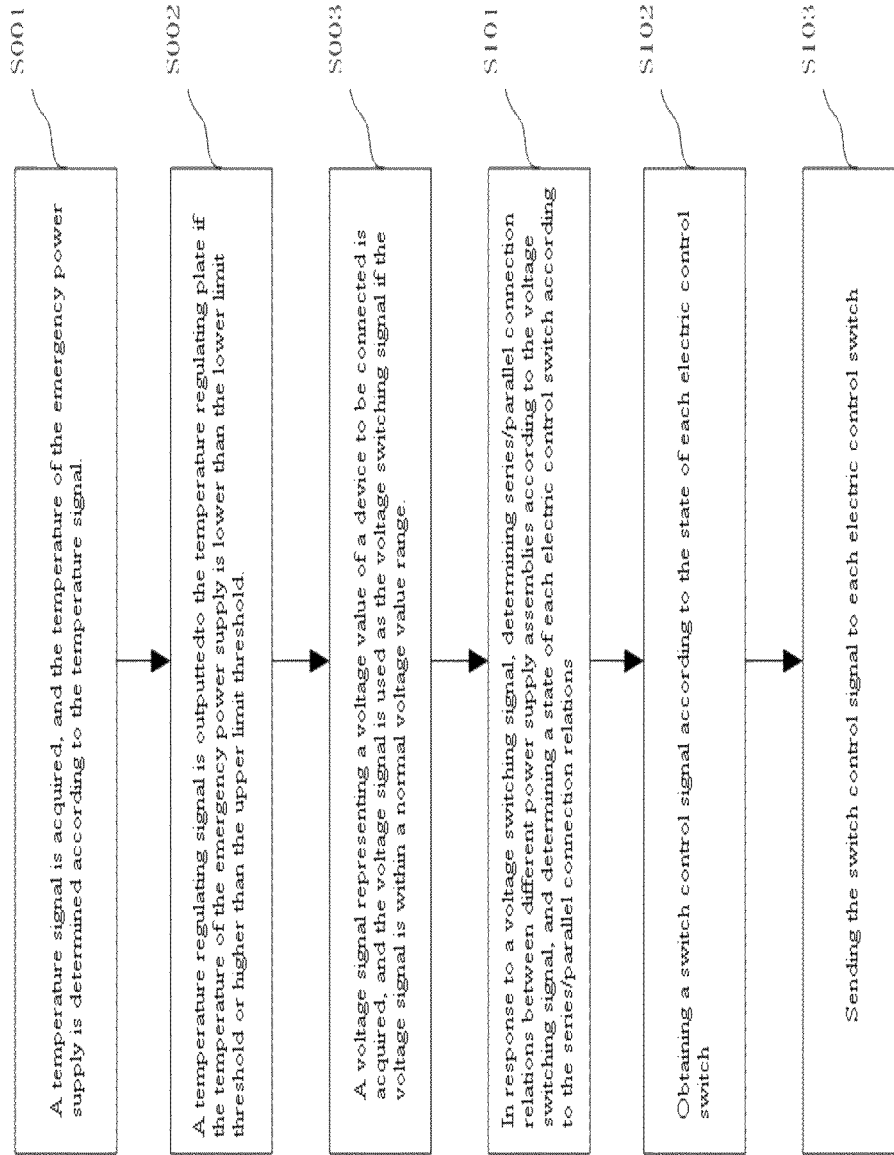 S001
A temperature signal is acquired, and the temperature of the emergency power
supply is determined according to the temperature signal.
S002
A temperature regulating signal is outputtedto the temperature regulating plate if
the temperature of the emergency power supply is lower than the lower limit
threshold or higher than the upper limit threshold.
S003
A voltage signal representing a voltage value of a device to be connected is
acquired, and the voltage signal is used as the voltage switching signal if the
voltage signal is within a normal voltage value range.
S101
In response to a voltage switching signal, determining series/parallel connection
relations between different power supply assemblies according to the voltage
switching signal, and determining a state of each electric control switch according
to the series/parallel connection relations
S102
Obtaining a switch control signal according to the state of each electric control
switch
S103
Sending the switch control signal to each electric control switch